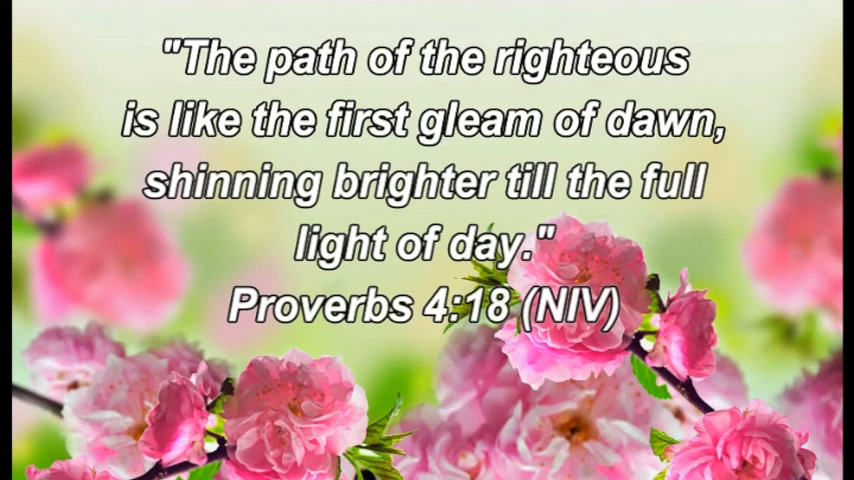 "The path of the righteous
is like the first gleam of dawn,
shinning brighter till the full
light of day."
Proverbs 4:18 (NIV)